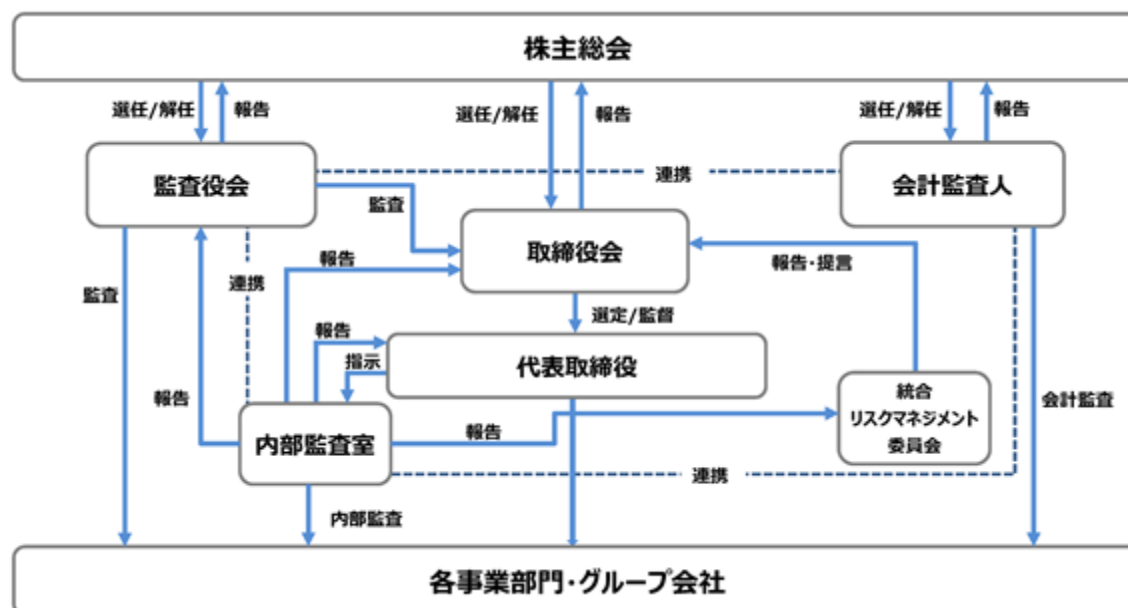 株主総会
選任/解任
報告
選任/解任
報告
選任/解任
報告
監査役会
連携
会計監査人
監査
取締役会
報告
連携
報告・提言
監査
選定/監督
報告
代表取締役
指示
統合
リスクマネジメント
委員会
報告
会計監査
内部監査室
報告
連携
内部監査
各事業部門・グループ会社